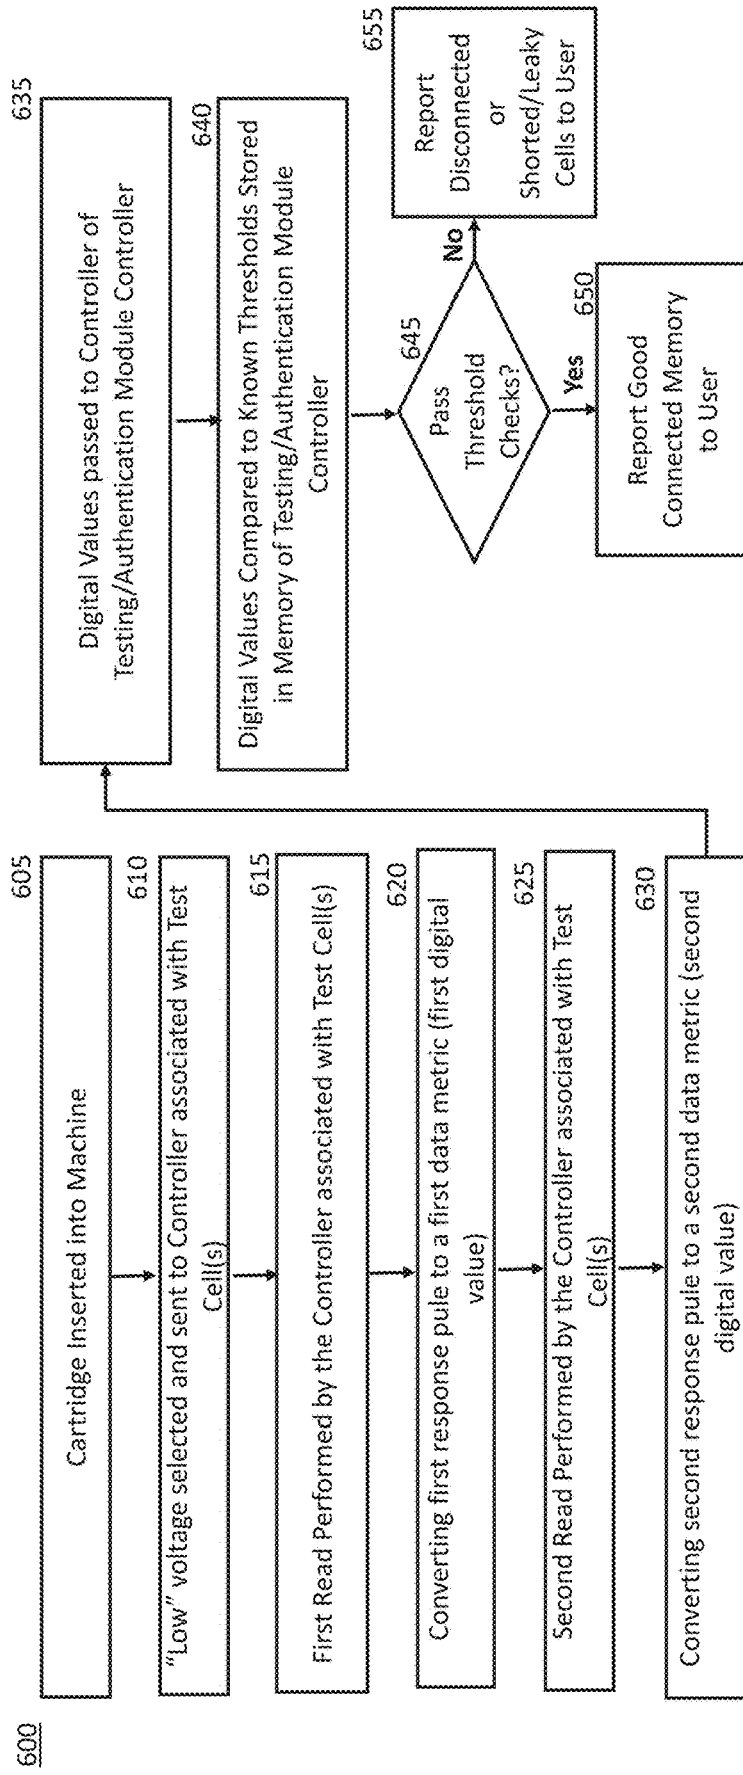 600
605
Cartridge Inserted into Machine
610
"Low" voltage selected and sent to Controller associated with Test
Cell(s)
615
First Read Performed by the Controller associated with Test Cell(s)
620
Converting first response pule to a first data metric (first digital
value)
625
Second Read Performed by the Controller associated with Test
Cell(s)
630
Converting second response pule to a second data metric (second
digital value)
635
Digital Values passed to Controller of
Testing/Authentication Module Controller
640
Digital Values Compared to Known Thresholds Stored
in Memory of Testing/Authentication Module
Controller
645
Pass
Threshold
Checks?
No
655
Report
Disconnected
or
Shorted/Leaky
Cells to User
Yes
650
Report Good
Connected Memory
to User